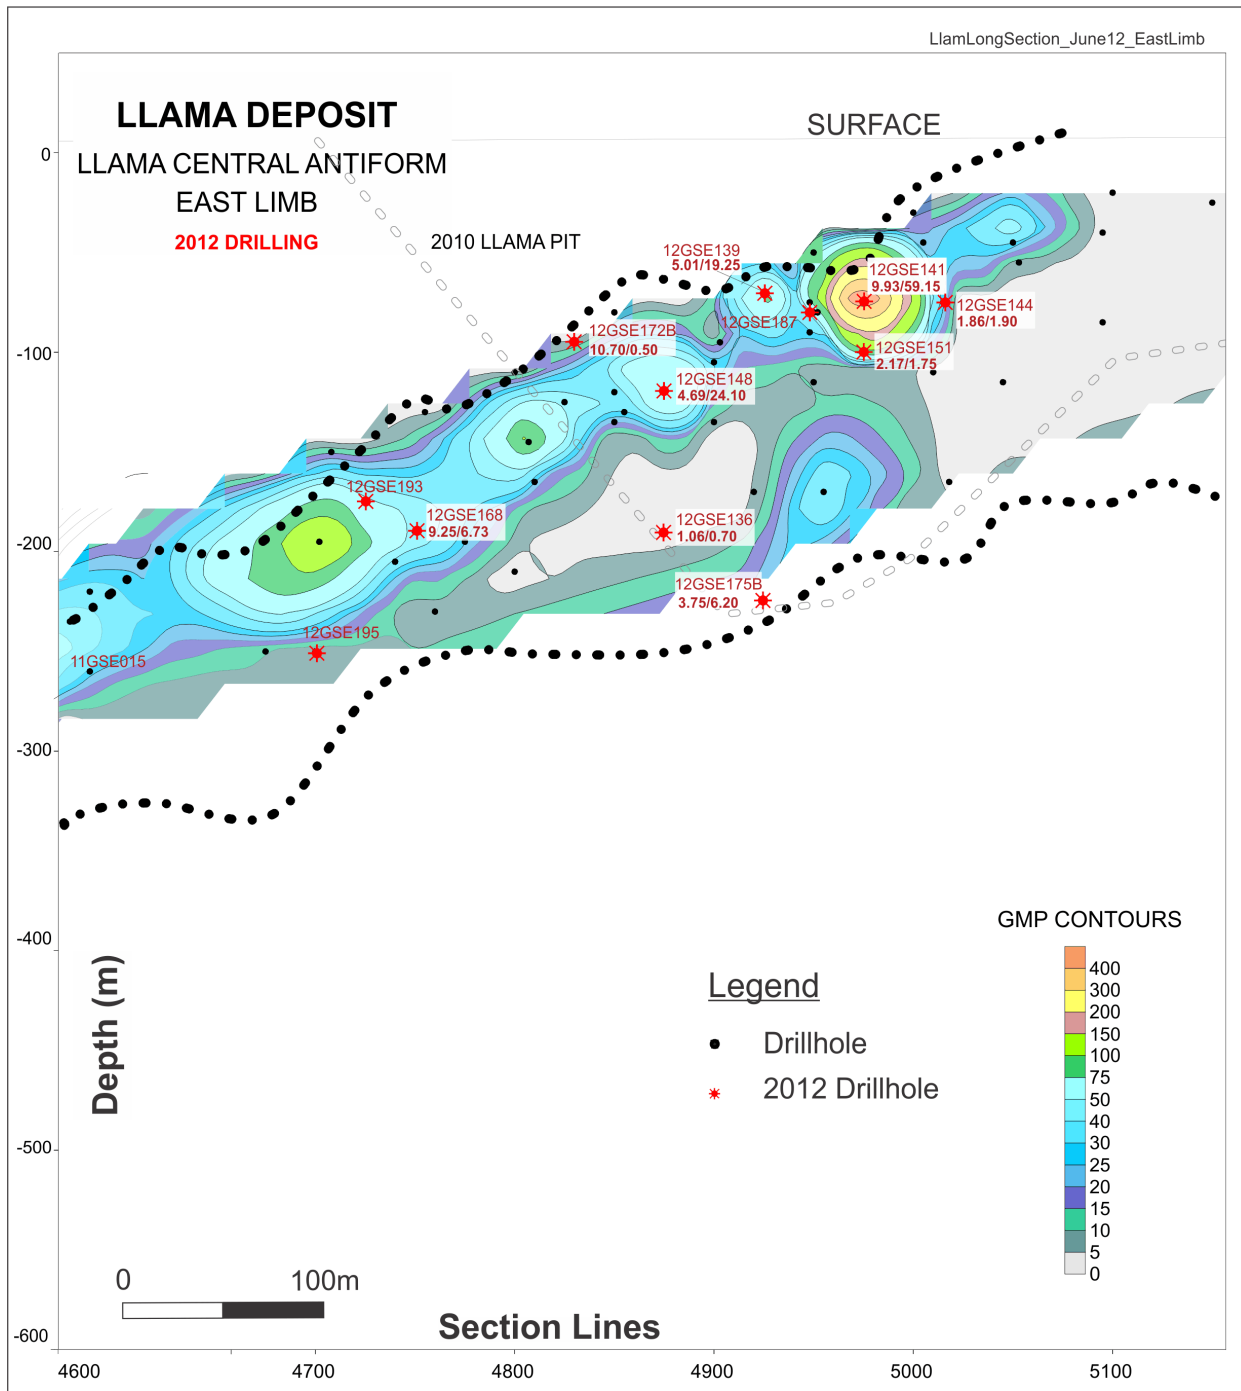 LlamLongSection_June12_EastLimb
LLAMA DEPOSIT
SURFACE
LLAMA CENTRAL ANTIFORM
EAST LIMB
2012 DRILLING
2010 LLAMA PIT
0
-100
-200
-300
-400
-500
-600
Depth (m)
12GSE139
5.01/19.25
12GSE141
9.93/59.15
12GSE144
1.86/1.90
12GSE187
12GSE172B
10.70/0.50
12GSE151
2.17/1.75
12GSE148
4.69/24.10
12GSE193
12GSE168
9.25/6.73
12GSE136
1.06/0.70
12GSE175B
3.75/6.20
12GSE195
11GSE015
GMP CONTOURS
400
300
200
150
100
75
50
40
30
25
20
15
10
5
0
Legend
Drillhole
2012 Drillhole
0
100m
Section Lines
4600
4700
4800
4900
5000
5100